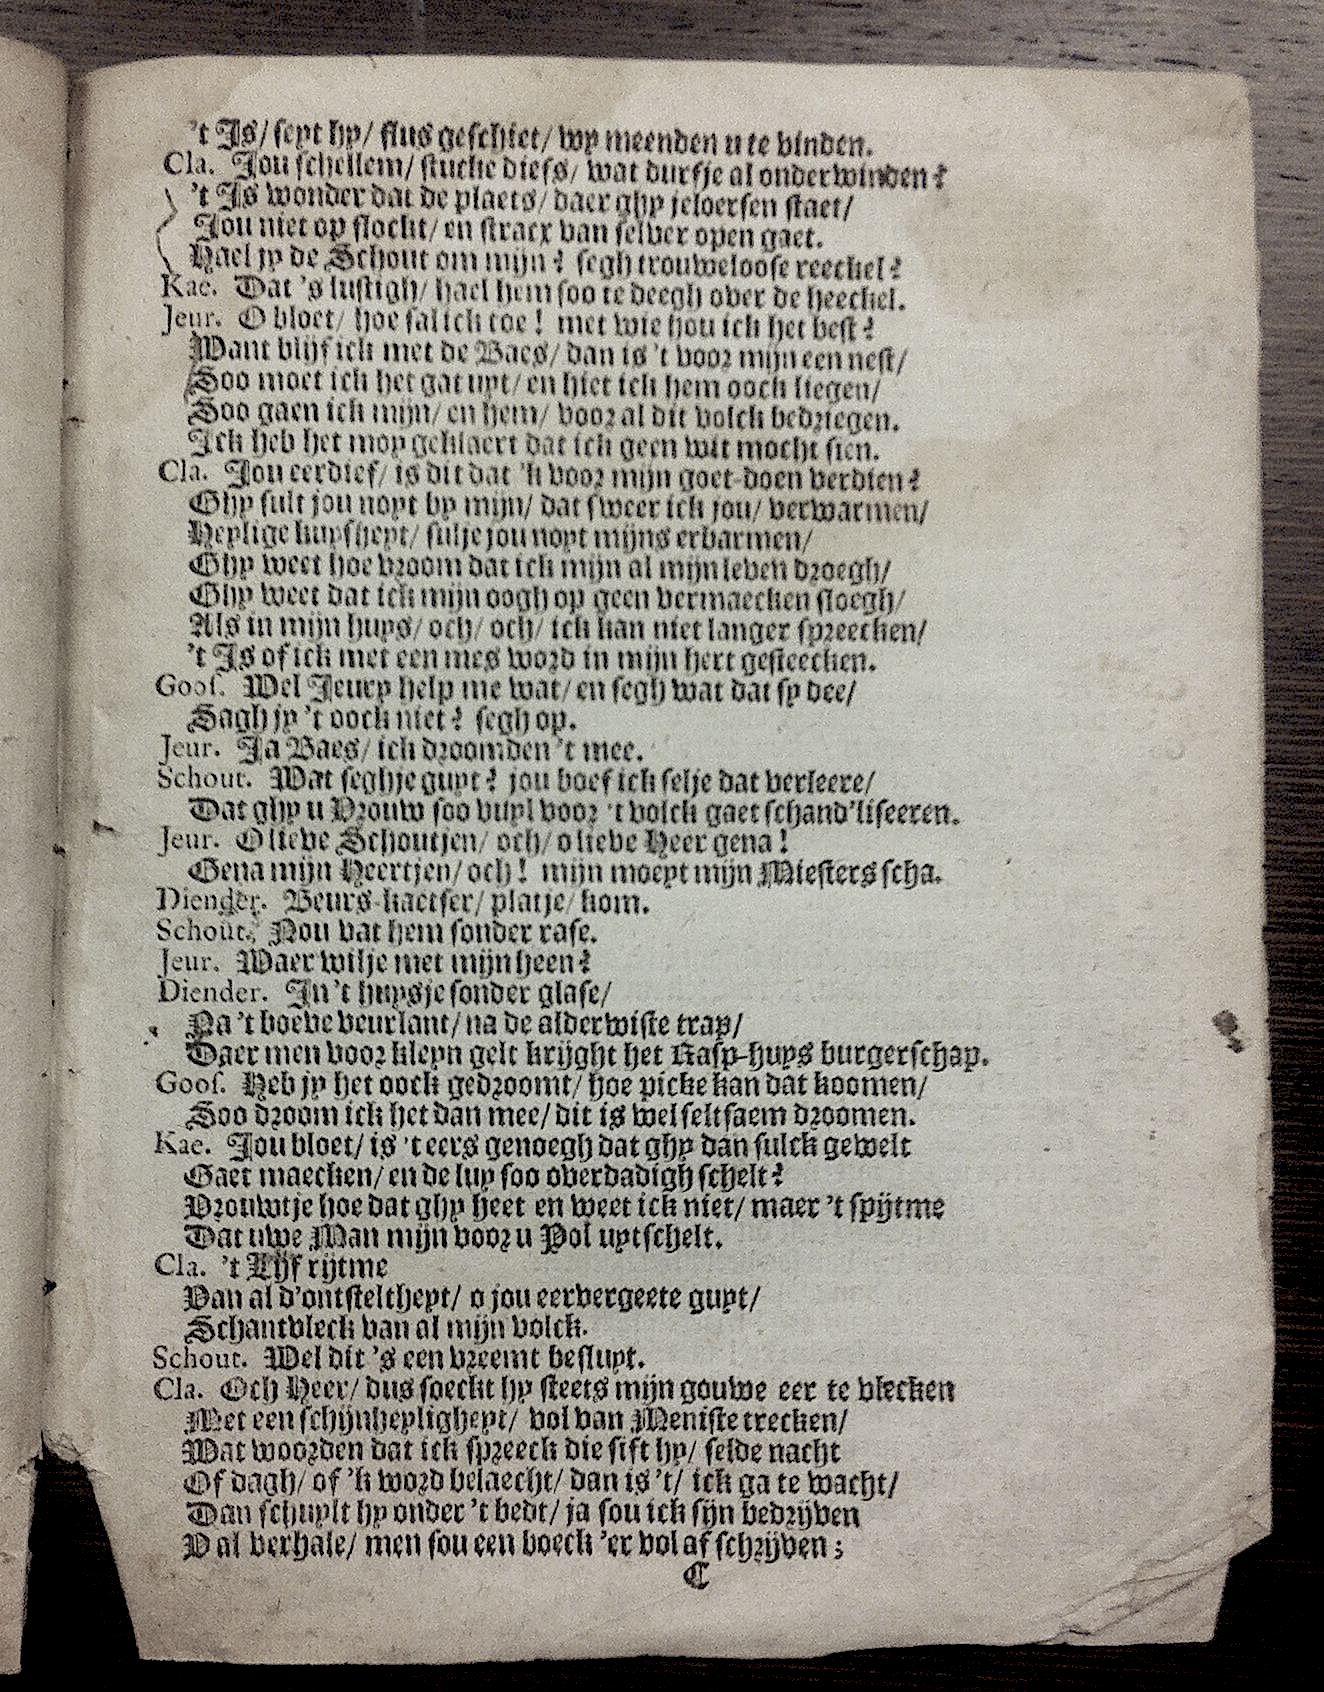 't Is/ seyt hy/ flus geschiet/ wy meenden u te vinden.
Cla. Jou schellem/ stucke diefs/ wat durfje al onderwinden?
't Is wonder dat de plaets/ daer ghy jeloersen staet/
Jou niet op slockt/ en stracx van selver open gaet.
Hael jy de Schout om mijn? segh trouweloose reeckel?
Kae. Dat 's lustigh/ hael hem soo te deegh over de heeckel.
Jeur. O bloet/ hoe sal ick toe! met wie hou ick het best?
Want blijf ick met de Baes/ dan is 't voor mijn een nest/
Soo moet ick het gat uyt/ en hiet ick hem oock liegen/
Soo gaen ick mijn/ en hem/ voor al dit volck bedriegen.
Ick heb het moy geklaert dat ick geen wit mocht sien.
Cla. Jou eerdief/ is dit dat 'k voor mijn goet-doen verdien?
Ghy sult jou noyt by mijn/ dat sweer ick jou/ verwarmen/
Heylige kuysheyt/ sulje jou noyt mijns erbarmen/
Ghy weet hoe vroom dat ick mijn al mijn leven droegh/
Ghy weet dat ick mijn oogh op geen vermaecken sloegh/
Als in mijn huys/ och/ och/ ick kan niet langer spreecken/
't Is of ick met een mes word in mijn hert gesteecken.
Goos. Wel Jeury help me wat/ en segh wat dat sy dee/
Sagh jy 't oock niet? segh op.
Jeur. Ja Baes/ ick droomden 't mee.
Schout. Wat seghje guyt? jou boef ick selje dat verleere/
Dat ghy u Vrouw soo vuyl voor 't volck gaet schand'liseeren.
Jeur. O lieve Schoutjen/ och/ o lieve Heer gena!
Gena mijn Heertjen/ och! mijn moeyt mijn Miesters scha.
Diender. Beurs-kaetser/ platje/ kom.
Schout. Nou vat hem sonder rase.
Jeur. Waer wilje met mijn heen?
Diender. In 't huysje sonder glase/
Na 't boeve veurlant/ na de alderwiste trap/
Daer men voor kleyn gelt krijght het Rasp-huys burgerschap.
Goos. Heb jy het oock gedroomt/ hoe picke kan dat koomen/
Soo droom ick het dan mee/ dit is wel seltsaem droomen.
Kae. Jou bloet/ is 't eers genoegh dat ghy dan sulck gewelt
Gaet maecken/ en de luy soo overdadigh schelt?
Vrouwtje hoe dat ghy heet en weet ick niet/ maer 't spijtme
Dat uwe Man mijn voor u Pol uytschelt.
Cla. 't Lijf rijtme
Van al d'ontsteltheyt/ o jou eervergeete guyt/
Schantvleck van al mijn volck.
Schout. Wel dit 's een vreemt besluyt.
Cla. Och Heer/ dus soeckt hy steets mijn gouwe eer te vlecken
Met een schijnheyligheyt/ vol van Meniste trecken/
Wat woorden dat ick spreeck die sift hy/ selde nacht
Of dagh/ of 'k word belaecht/ dan is 't/ ick ga te wacht/
Dan schuylt hy onder 't bedt/ ja sou ick sijn bedrijven
V al verhale/ men sou een boeck 'er vol af schrijven;
C